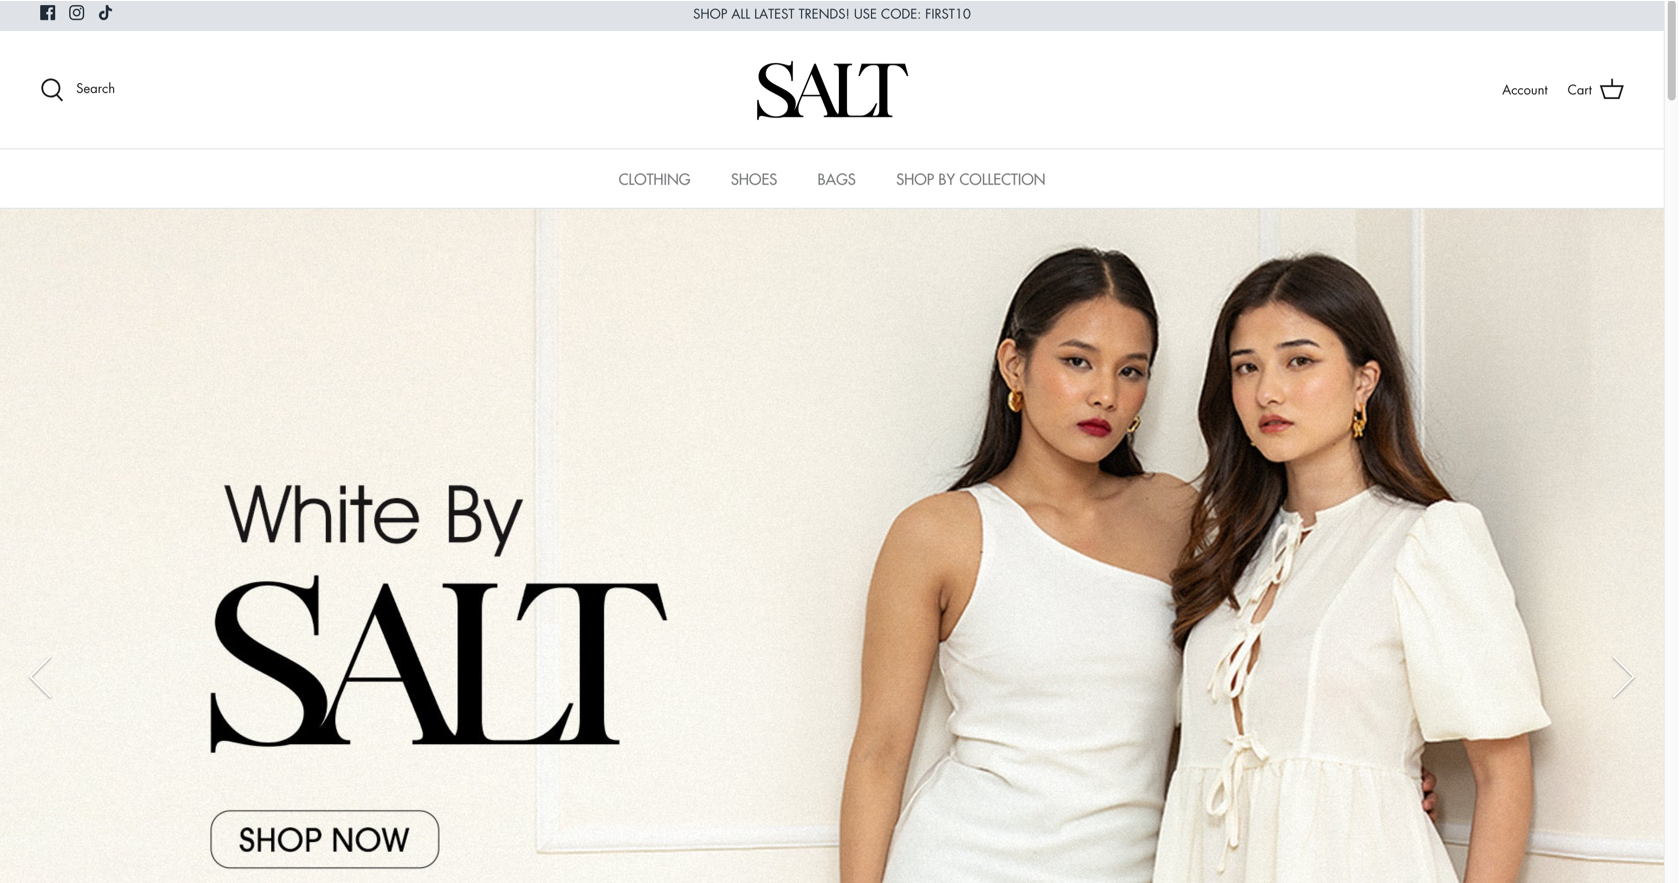 SHOP ALL LATEST TRENDS! USE CODE: FIRST10
Search
SALT
Account
Cart
CLOTHING
SHOES
BAGS
SHOP BY COLLECTION
White By
SALT
SHOP NOW